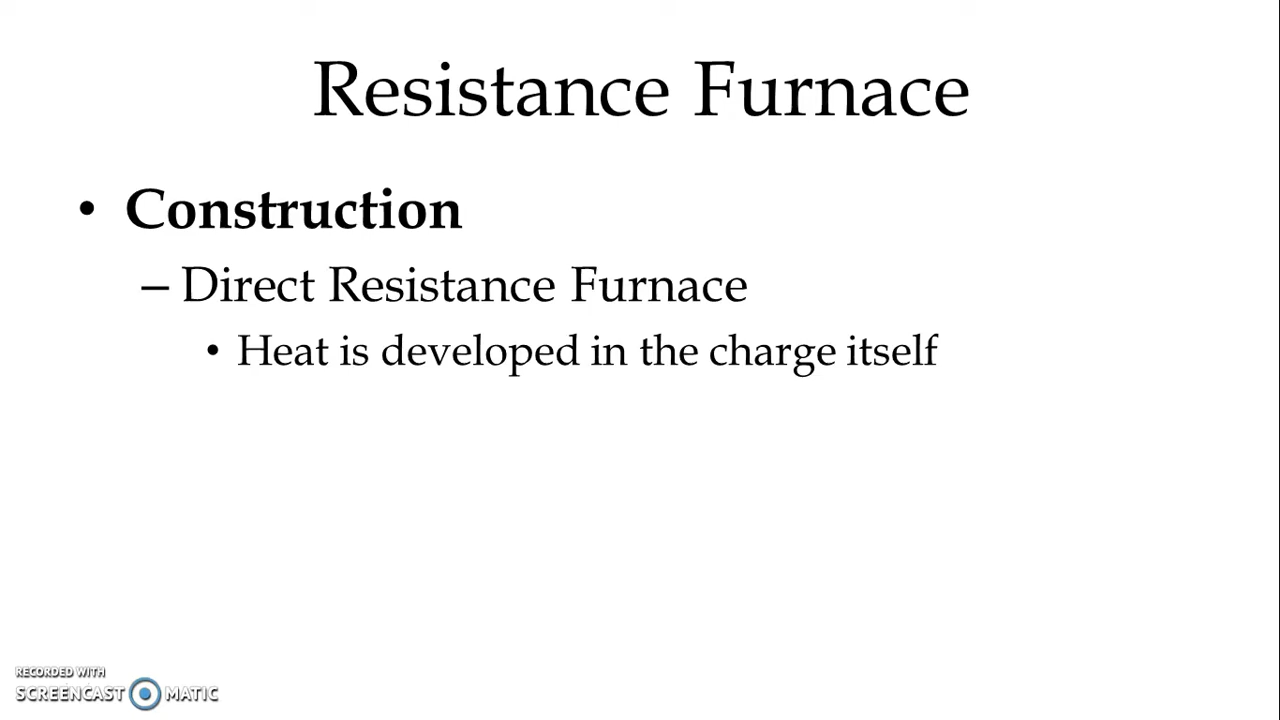 Resistance Furnace
• Construction
– Direct Resistance Furnace
• Heat is developed in the charge itself
RECORDED WITH
SCREENCAST MATIC